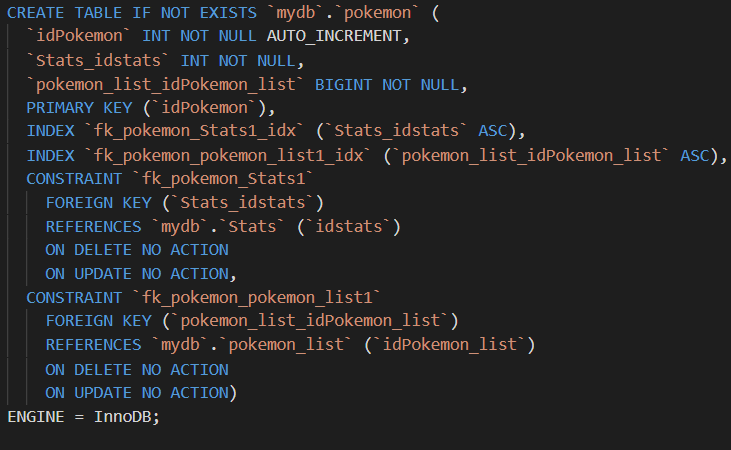 CREATE TABLE IF NOT EXISTS `mydb`.`pokemon` (
  `idPokemon` INT NOT NULL AUTO_INCREMENT,
  `Stats_idstats` INT NOT NULL,
  `pokemon_list_idPokemon_list` BIGINT NOT NULL,
  PRIMARY KEY (`idPokemon`),
  INDEX `fk_pokemon_Stats1_idx` (`Stats_idstats` ASC),
  INDEX `fk_pokemon_pokemon_list1_idx` (`pokemon_list_idPokemon_list` ASC),
  CONSTRAINT `fk_pokemon_Stats1`
    FOREIGN KEY (`Stats_idstats`)
    REFERENCES `mydb`.`Stats` (`idstats`)
    ON DELETE NO ACTION
    ON UPDATE NO ACTION,
  CONSTRAINT `fk_pokemon_pokemon_list1`
    FOREIGN KEY (`pokemon_list_idPokemon_list`)
    REFERENCES `mydb`.`pokemon_list` (`idPokemon_list`)
    ON DELETE NO ACTION
    ON UPDATE NO ACTION)
ENGINE = InnoDB;